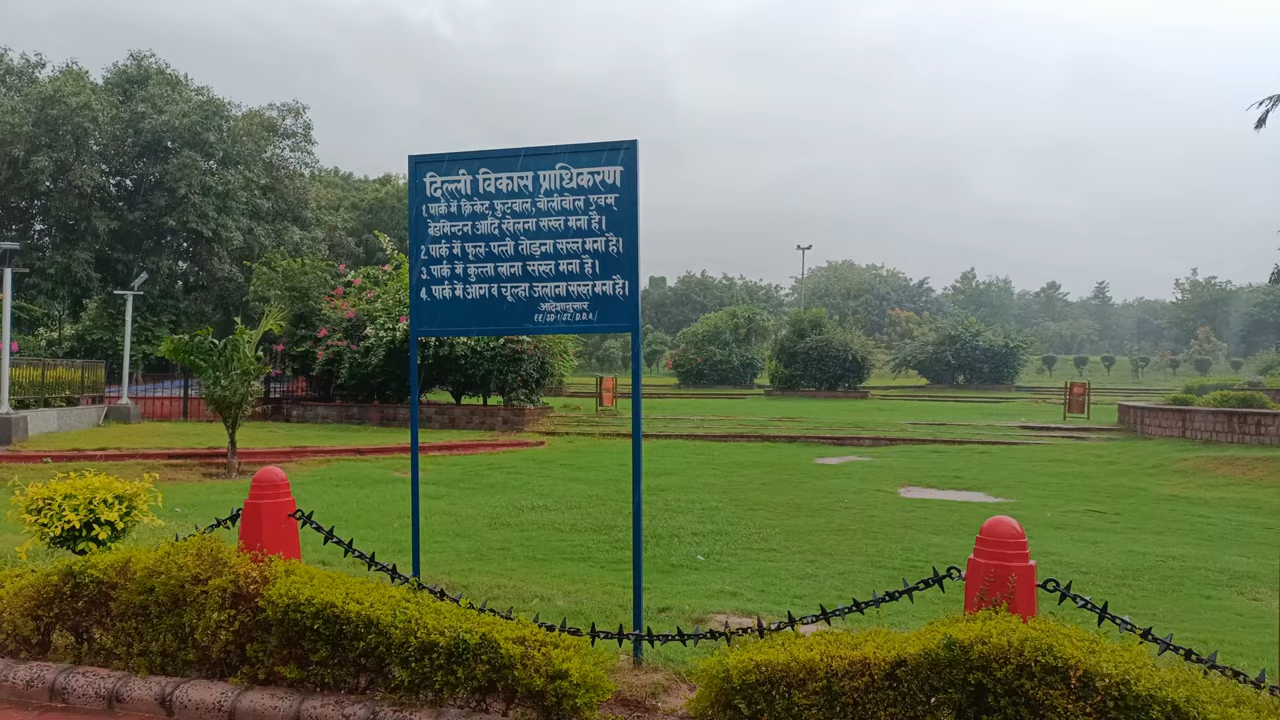 दिल्ली विकास प्राधिकरण
1. पार्क में क्रिकेट, फुटबाल, वोलीबोल एवम्
बेडमिन्टन आदि खेलना सख्त मना है।
2. पार्क में फूल-पत्ती तोड़ना सख्त मना है।
3. पार्क में कुत्ता लाना सख्त मना है।
4. पार्क में आग व चूल्हा जलाना सख्त मना है।
आदेशानुसार
EE/SD-1/SZ/D.D.A/